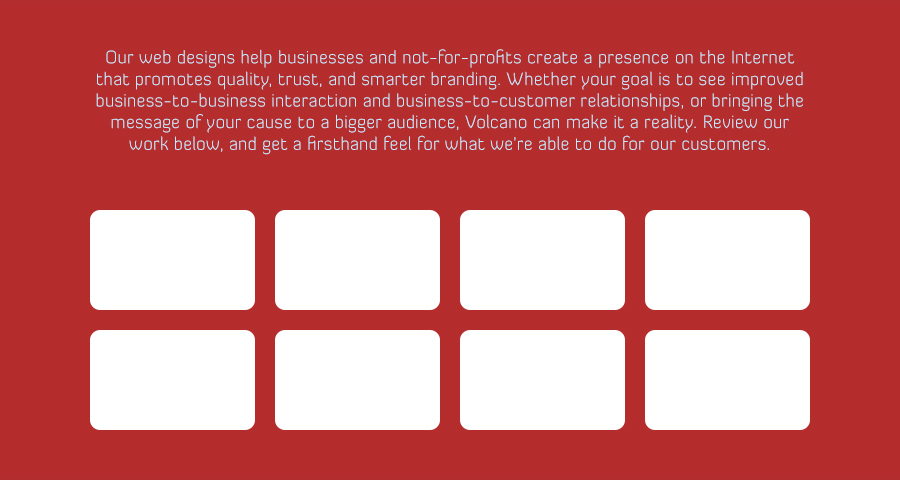 Our web designs help businesses and not-for-profits create a presence on the Internet
that promotes quality, trust, and smarter branding. Whether your goal is to see improved
business-to-business interaction and business-to-customer relationships, or bringing the
message of your cause to a bigger audience, Volcano can make it a reality. Review our
work below, and get a firsthand feel for what we're able to do for our customers.